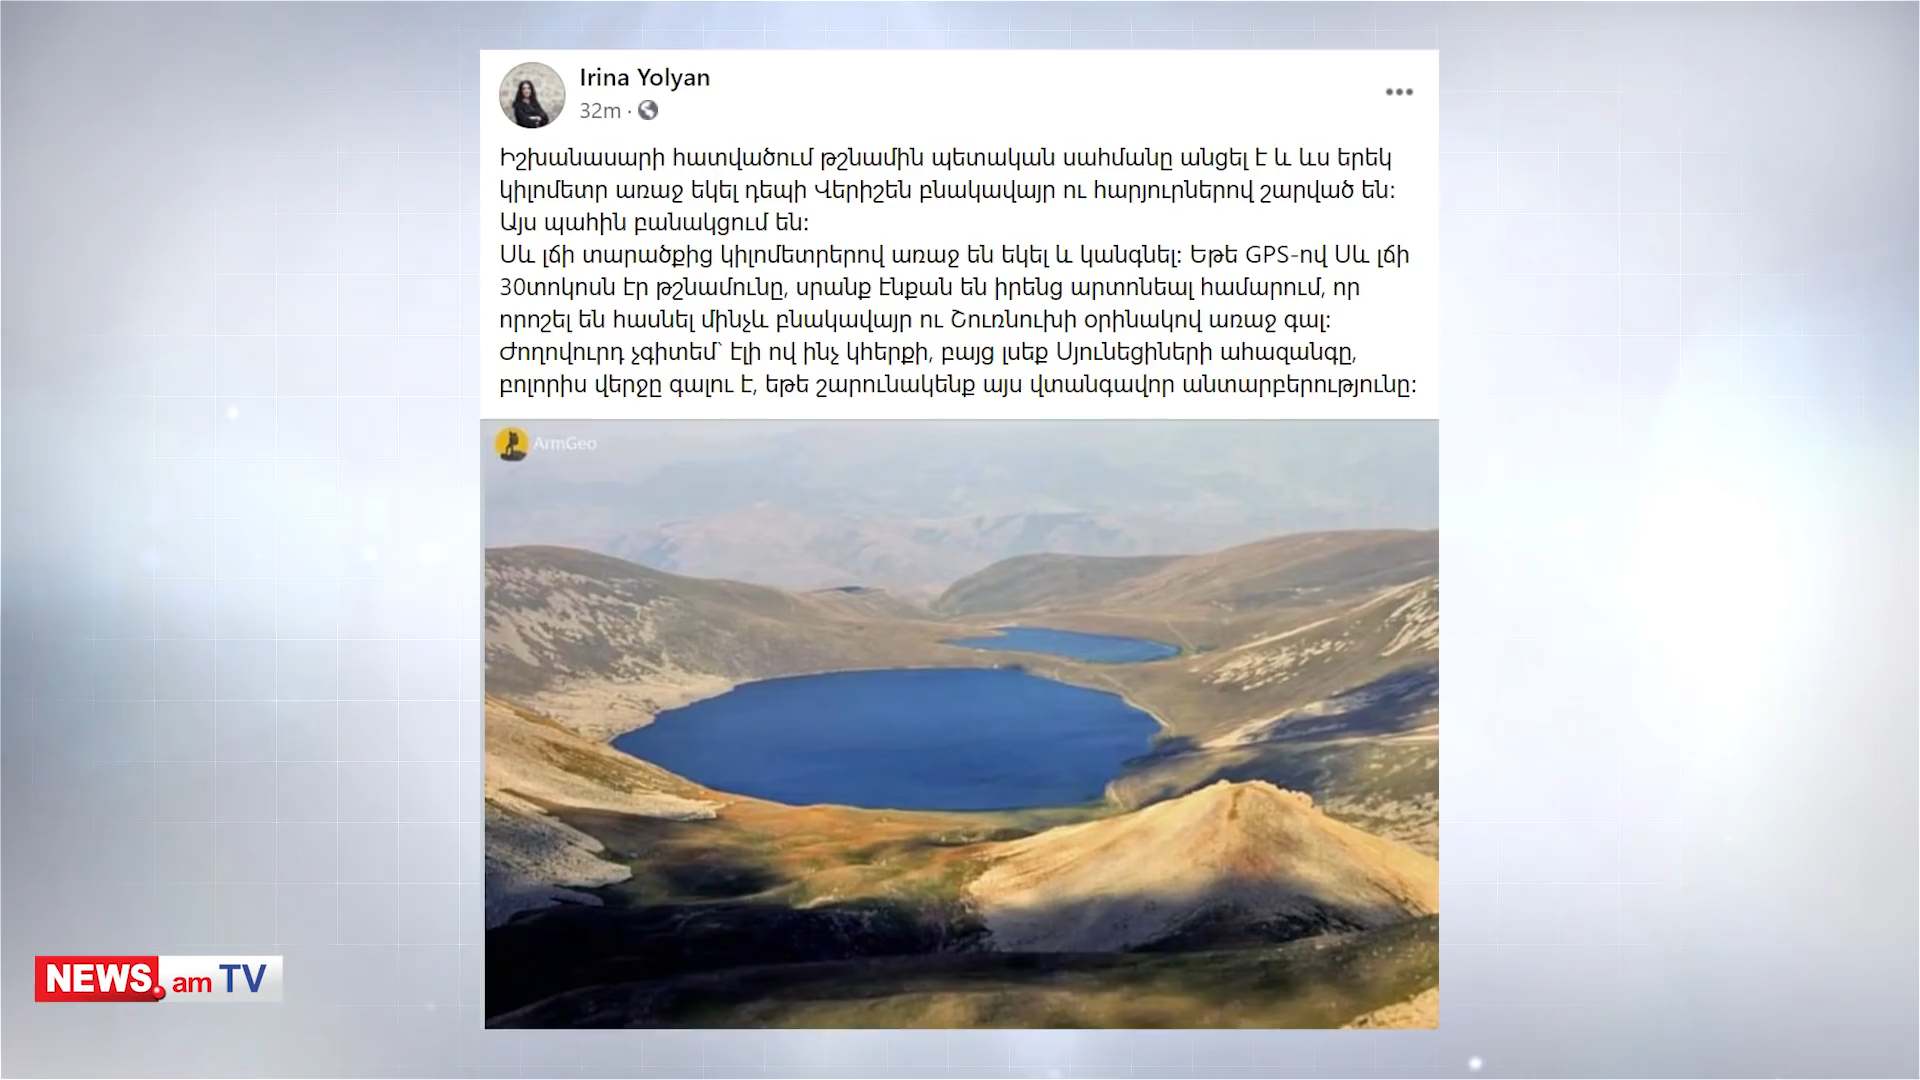 Irina Yolyan
32m ·
Իշխանասարի հատվածում թշնամին պետական սահմանը անցել է և ևս երեկ
կիլոմետր առաջ եկել դեպի Վերիշեն բնակավայր ու հարյուրներով շարված են։
Այս պահին բանակցում են։
Սև լճի տարածքից կիլոմետրերով առաջ են եկել և կանգնել։ Եթե GPS-ով Սև լճի
30տոկոսն էր թշնամունը, սրանք էնքան են իրենց արտոնեալ համարում, որ
որոշել են հասնել մինչև բնակավայր ու Շուռնուխի օրինակով առաջ գալ։
Ժողովուրդ չգիտեմ՝ էլի ով ինչ կհերքի, բայց լսեք Սյունեցիների ահազանգը,
բոլորիս վերջը գալու է, եթե շարունակենք այս վտանգավոր անտարբերությունը։
ArmGeo
NEWS.am TV